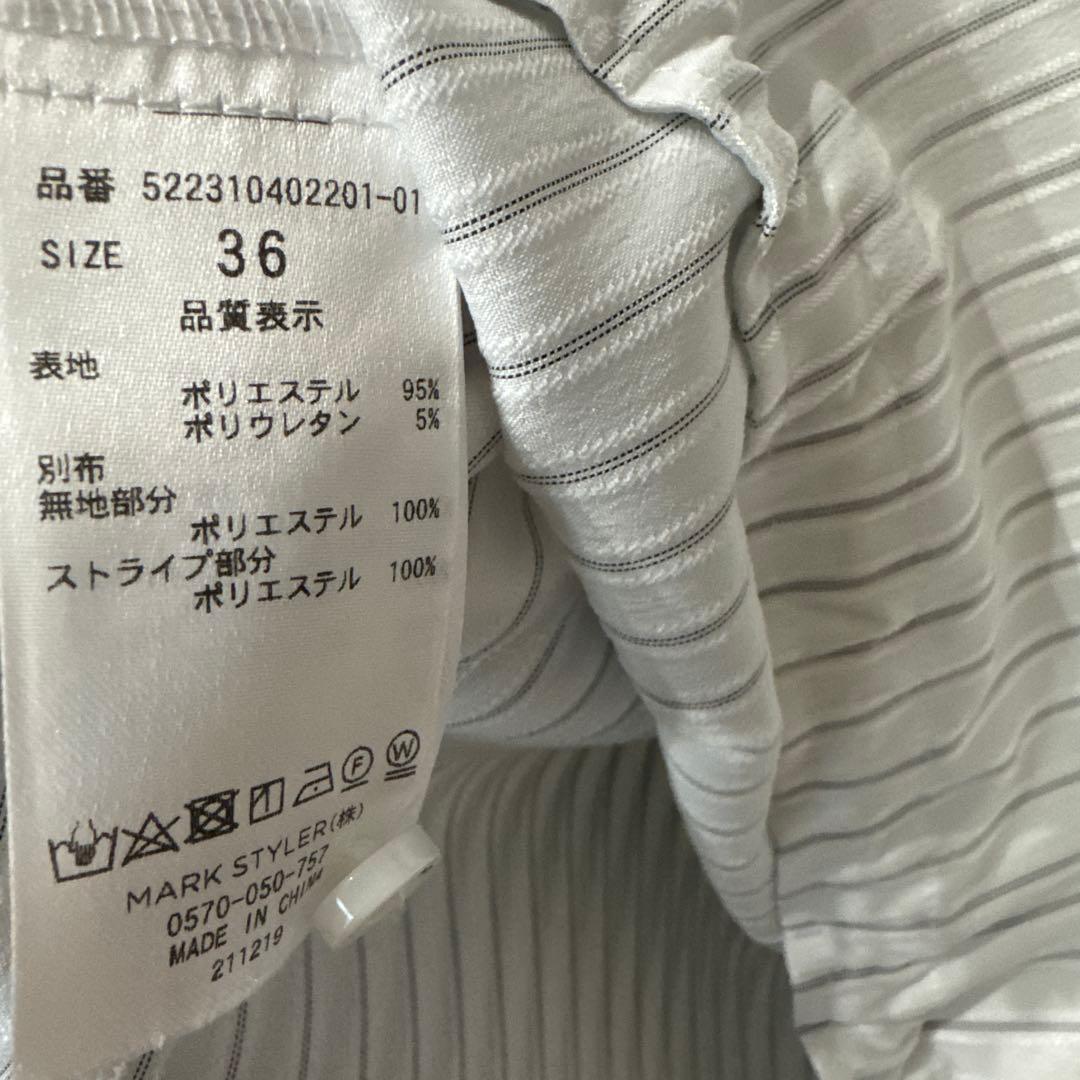 品番 522310402201-01
SIZE 36
品質表示
表地
ポリエステル 95%
ポリウレタン 5%
別布
無地部分
ポリエステル 100%
ストライプ部分
ポリエステル 100%
F W
MARK STYLER(株)
0570-050-757
MADE IN CHINA
211219